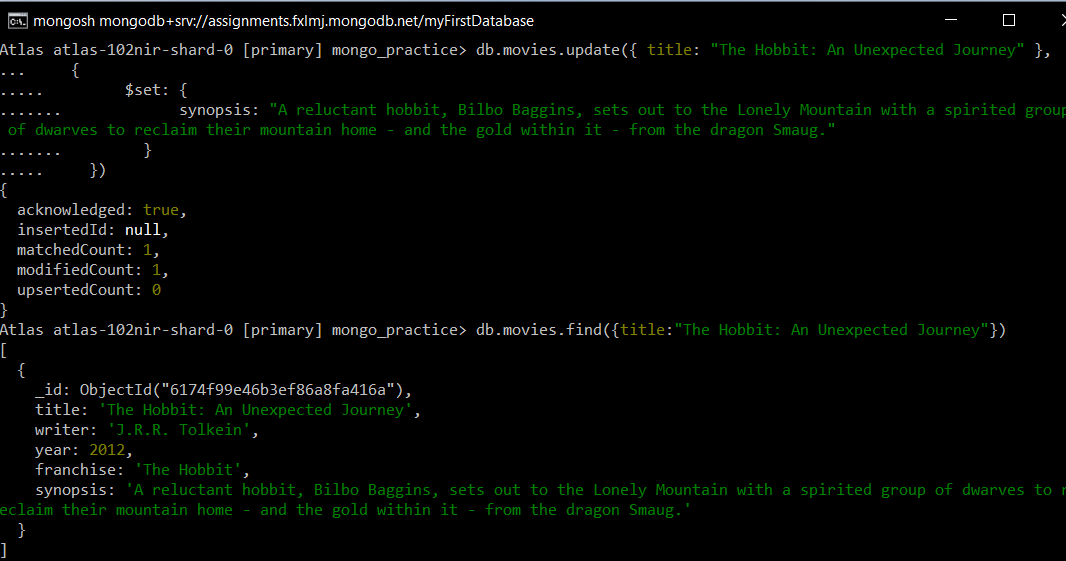 mongosh mongodb+srv://assignments.fxlmj.mongodb.net/myFirstDatabase
Atlas atlas-102nir-shard-0 [primary] mongo_practice> db.movies.update({ title: "The Hobbit: An Unexpected Journey" },
...     {
.....        $set: {
.......             synopsis: "A reluctant hobbit, Bilbo Baggins, sets out to the Lonely Mountain with a spirited group
 of dwarves to reclaim their mountain home - and the gold within it - from the dragon Smaug."
.......         }
.....     })
{
  acknowledged: true,
  insertedId: null,
  matchedCount: 1,
  modifiedCount: 1,
  upsertedCount: 0
}
Atlas atlas-102nir-shard-0 [primary] mongo_practice> db.movies.find({title:"The Hobbit: An Unexpected Journey"})
[
  {
    _id: ObjectId("6174f99e46b3ef86a8fa416a"),
    title: 'The Hobbit: An Unexpected Journey',
    writer: 'J.R.R. Tolkein',
    year: 2012,
    franchise: 'The Hobbit',
    synopsis: 'A reluctant hobbit, Bilbo Baggins, sets out to the Lonely Mountain with a spirited group of dwarves to r
eclaim their mountain home - and the gold within it - from the dragon Smaug.'
  }
]